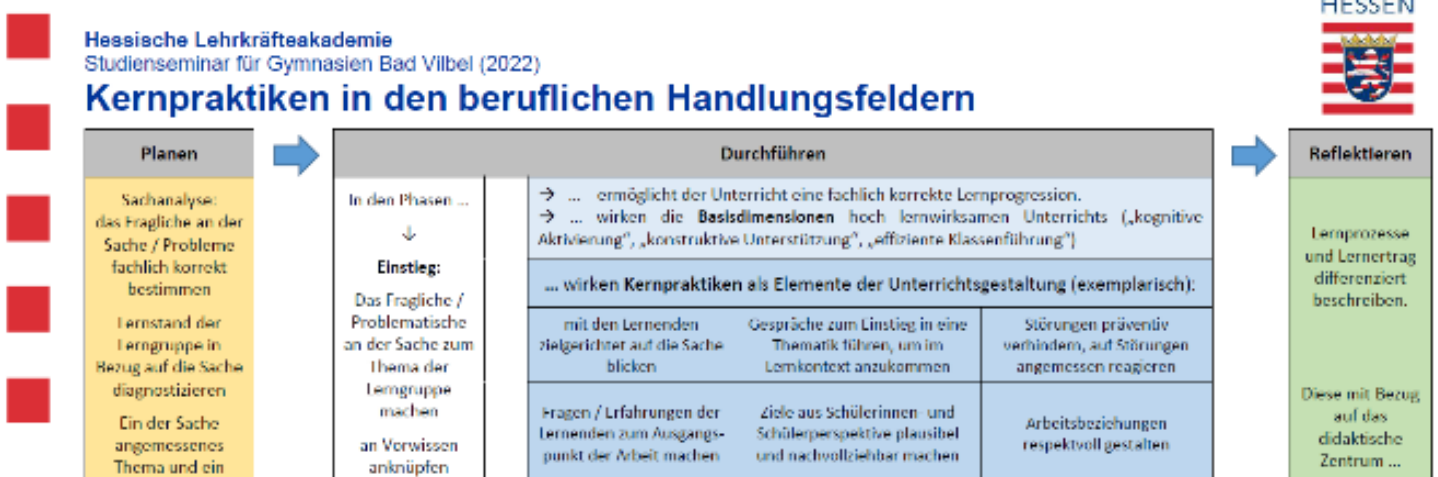 HESSEN
Hessische Lehrkräfteakademie
Studienseminar für Gymnasien Bad Vilbel (2022)
Kernpraktiken in den beruflichen Handlungsfeldern
Planen
Sachanalyse:
das Fragliche an der
Sache / Probleme
fachlich korrekt
bestimmen
Lernstand der
Lerngruppe in
Bezug auf die Sache
diagnostizieren
Ein der Sache
angemessenes
Thema und ein
Durchführen
In den Phasen ...
↓
Einstieg:
Das Fragliche /
Problematische
an der Sache zum
Thema der
Lerngruppe
machen
an Vorwissen
anknüpfen
→ ... ermöglicht der Unterricht eine fachlich korrekte Lernprogression.
→ ... wirken die Basisdimensionen hoch lernwirksamen Unterrichts („kognitive
Aktivierung“, „konstruktive Unterstützung“, „effiziente Klassenführung“)
... wirken Kernpraktiken als Elemente der Unterrichtsgestaltung (exemplarisch):
mit den Lernenden
zielgerichtet auf die Sache
blicken
Gespräche zum Einstieg in eine
Thematik führen, um im
Lernkontext anzukommen
Störungen präventiv
verhindern, auf Störungen
angemessen reagieren
Fragen / Erfahrungen der
Lernenden zum Ausgangs-
punkt der Arbeit machen
Ziele aus Schülerinnen- und
Schülerperspektive plausibel
und nachvollziehbar machen
Arbeitsbeziehungen
respektvoll gestalten
Reflektieren
Lernprozesse
und Lernertrag
differenziert
beschreiben.
Diese mit Bezug
auf das
didaktische
Zentrum ...